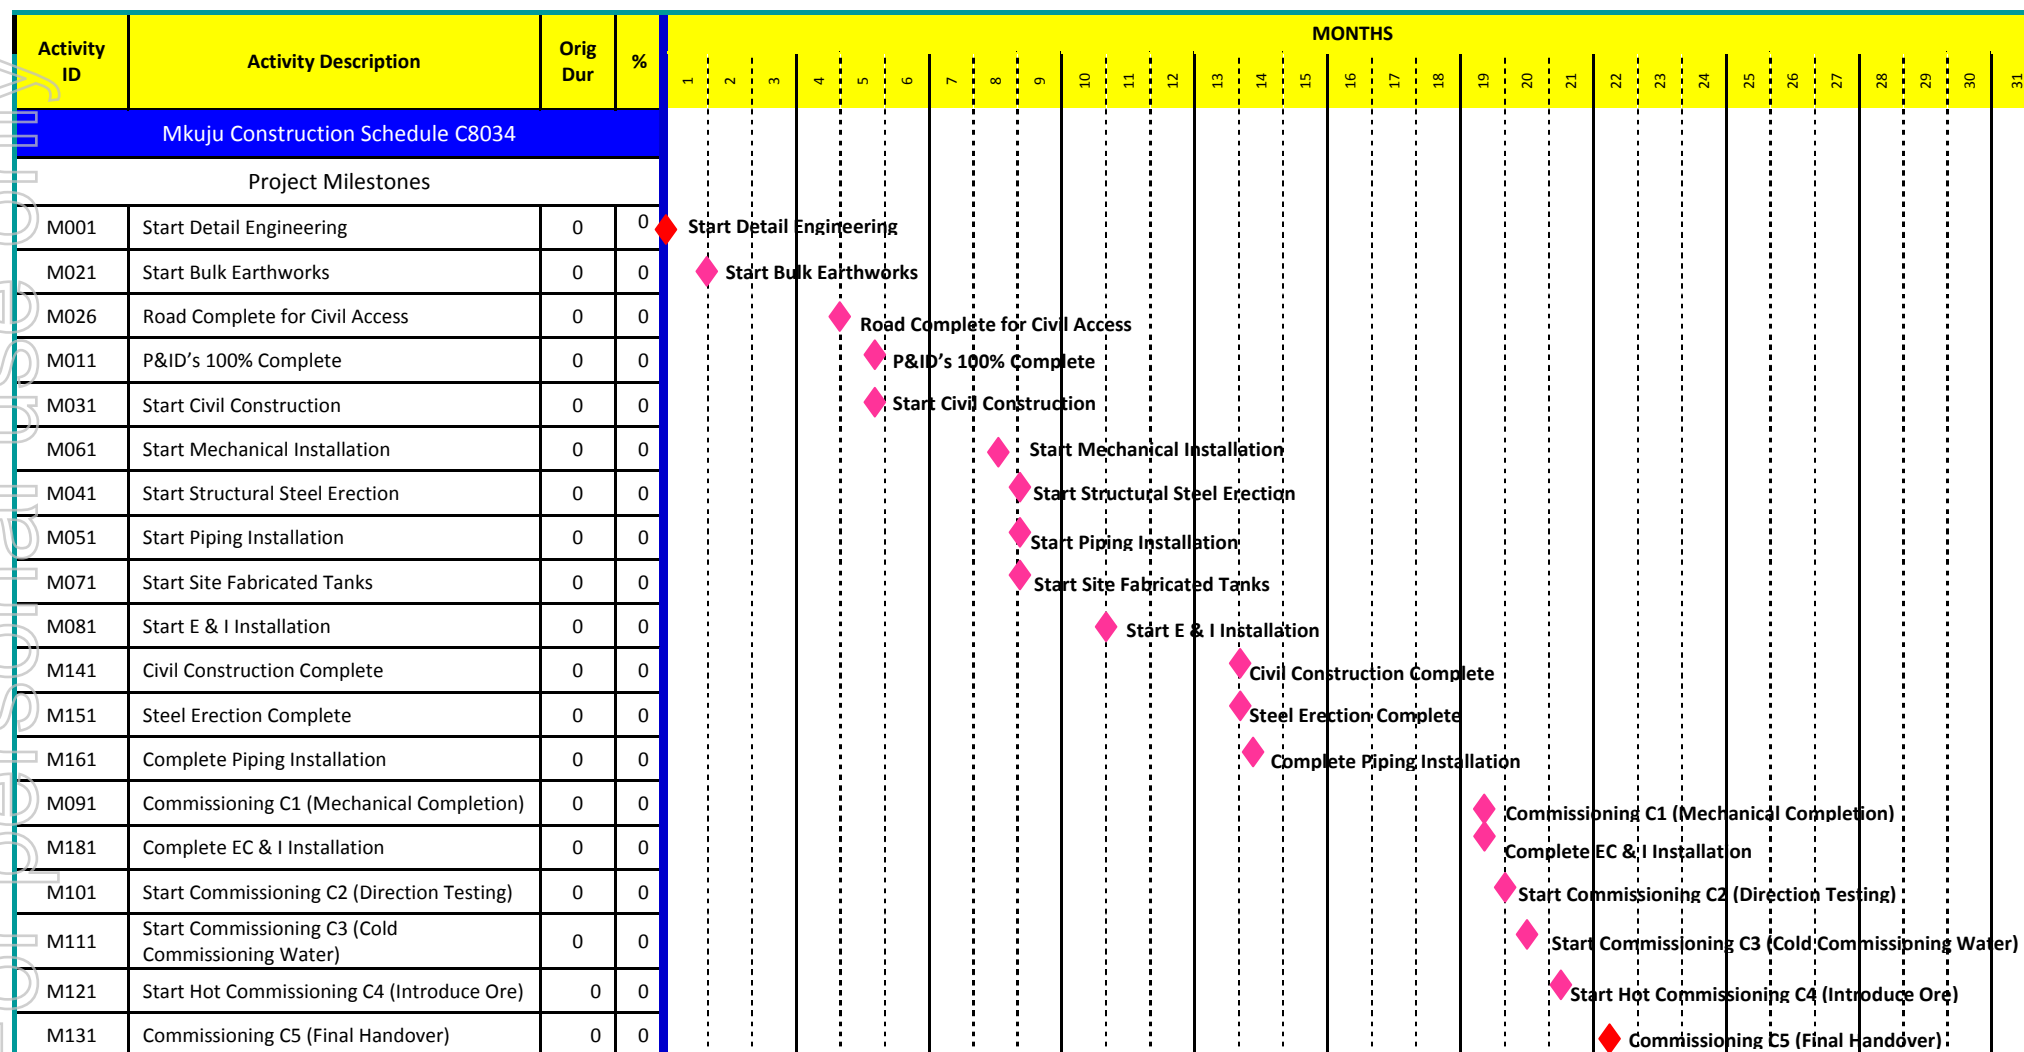 MONTHS
Activity ID
Activity Description
Orig Dur
%
1 2 3 4 5 6 7 8 9 10 11 12 13 14 15 16 17 18 19 20 21 22 23 24 25 26 27 28 29 30 31
Mkuju Construction Schedule C8034
Project Milestones
M001 Start Detail Engineering 0 0 Start Detail Engineering
M021 Start Bulk Earthworks 0 0 Start Bulk Earthworks
M026 Road Complete for Civil Access 0 0 Road Complete for Civil Access
M011 P&ID’s 100% Complete 0 0 P&ID’s 100% Complete
M031 Start Civil Construction 0 0 Start Civil Construction
M061 Start Mechanical Installation 0 0 Start Mechanical Installation
M041 Start Structural Steel Erection 0 0 Start Structural Steel Erection
M051 Start Piping Installation 0 0 Start Piping Installation
M071 Start Site Fabricated Tanks 0 0 Start Site Fabricated Tanks
M081 Start E & I Installation 0 0 Start E & I Installation
M141 Civil Construction Complete 0 0 Civil Construction Complete
M151 Steel Erection Complete 0 0 Steel Erection Complete
M161 Complete Piping Installation 0 0 Complete Piping Installation
M091 Commissioning C1 (Mechanical Completion) 0 0 Commissioning C1 (Mechanical Completion)
M181 Complete EC & I Installation 0 0 Complete EC & I Installation
M101 Start Commissioning C2 (Direction Testing) 0 0 Start Commissioning C2 (Direction Testing)
M111 Start Commissioning C3 (Cold Commissioning Water) 0 0 Start Commissioning C3 (Cold Commissioning Water)
M121 Start Hot Commissioning C4 (Introduce Ore) 0 0 Start Hot Commissioning C4 (Introduce Ore)
M131 Commissioning C5 (Final Handover) 0 0 Commissioning C5 (Final Handover)
For personal use only